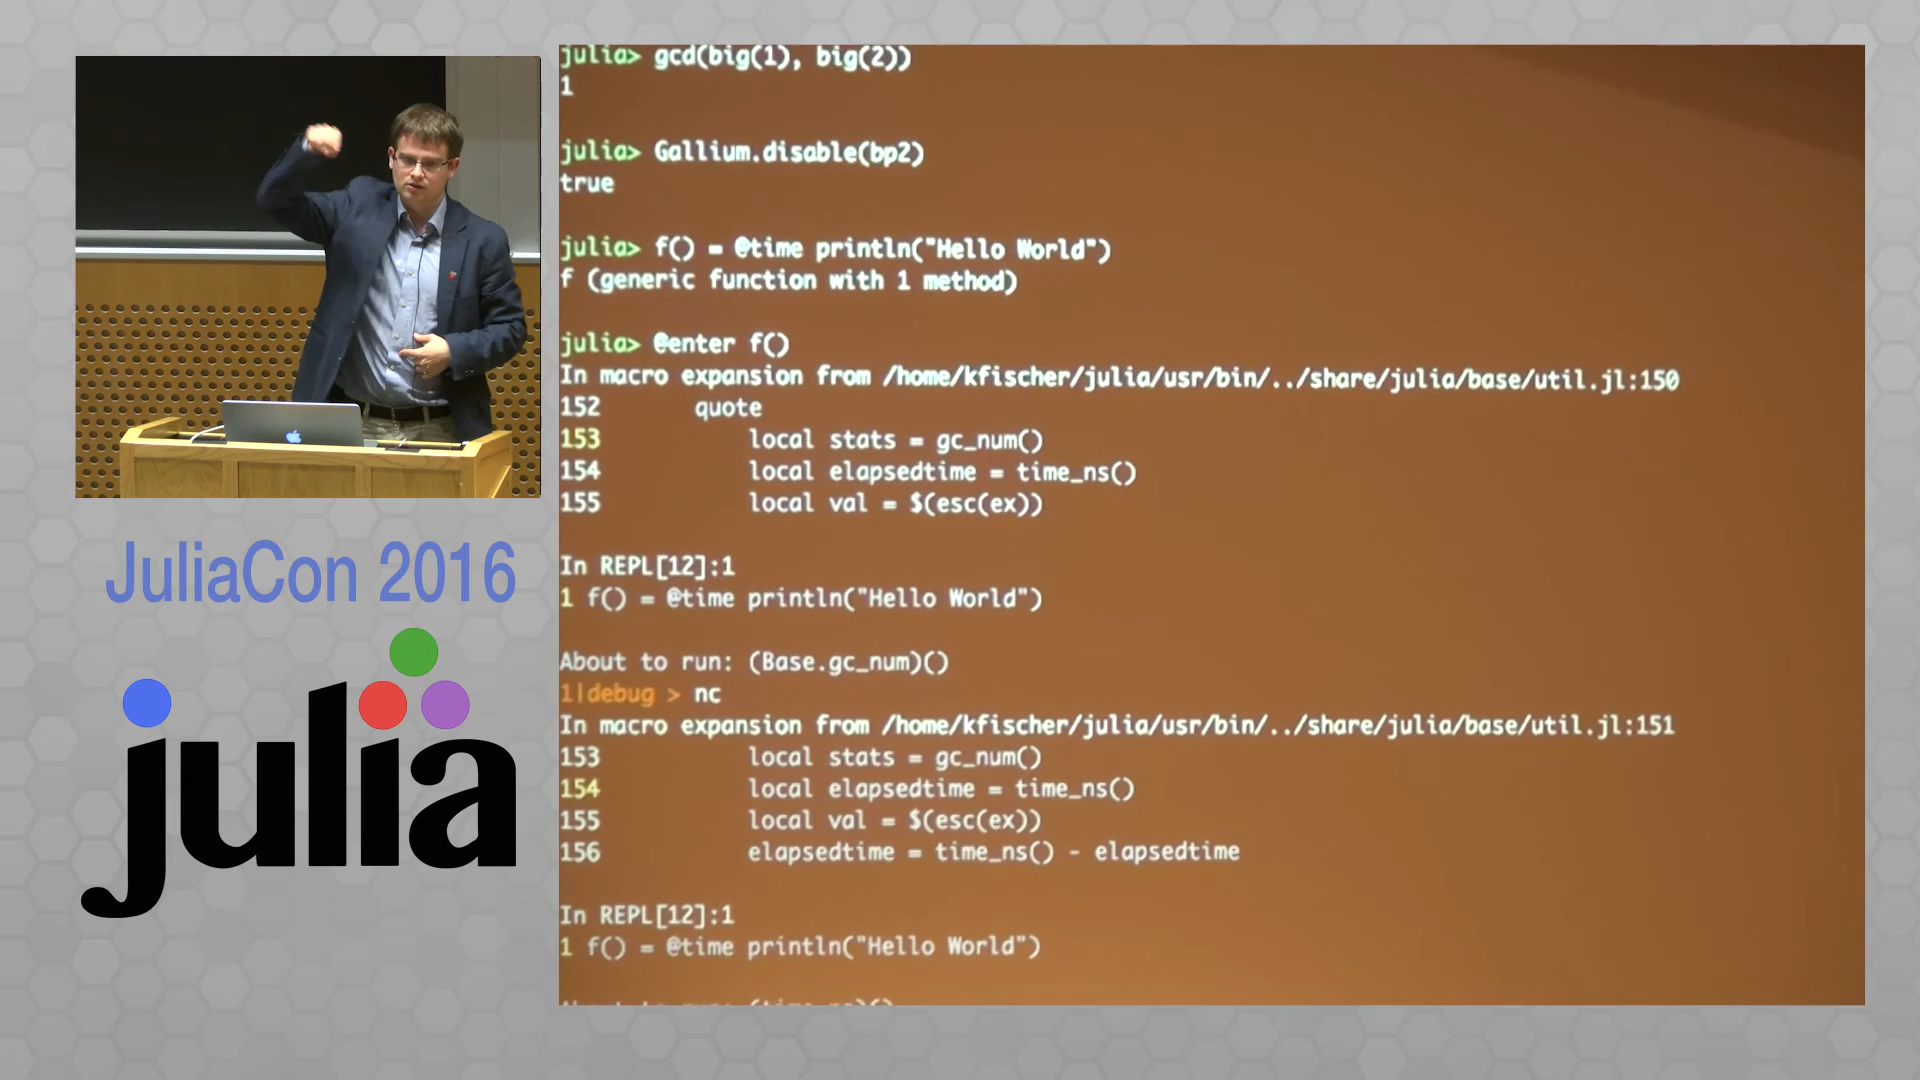 julia> gcd(big(1), big(2))
1
julia> Gallium.disable(bp2)
true
julia> f() = @time println("Hello World")
f (generic function with 1 method)
julia> @enter f()
In macro expansion from /home/kfischer/julia/usr/bin/../share/julia/base/util.jl:150
152 quote
153 local stats = gc_num()
154 local elapsedtime = time_ns()
155 local val = $(esc(ex))
In REPL[12]:1
1 f() = @time println("Hello World")
About to run: (Base.gc_num)()
1|debug > nc
In macro expansion from /home/kfischer/julia/usr/bin/../share/julia/base/util.jl:151
153 local stats = gc_num()
154 local elapsedtime = time_ns()
155 local val = $(esc(ex))
156 elapsedtime = time_ns() - elapsedtime
In REPL[12]:1
1 f() = @time println("Hello World")
JuliaCon 2016
julia